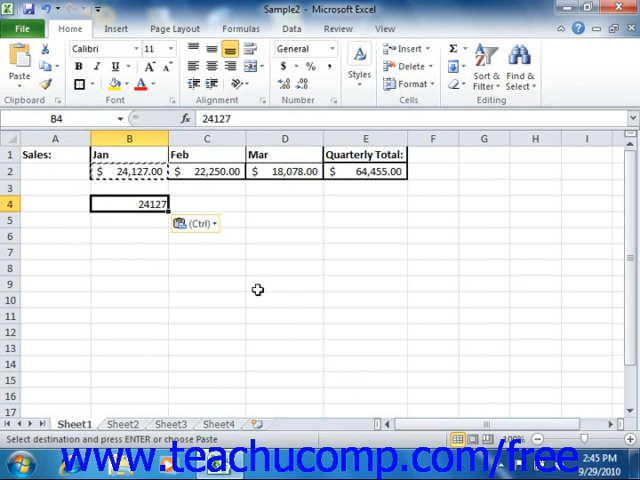 Sample2 - Microsoft Excel
File Home Insert Page Layout Formulas Data Review View
Paste Calibri 11 General Styles Insert Delete Format Sort & Filter Find & Select
B I U A A $ % , Σ
Clipboard Font Alignment Number Cells Editing
B4 fx 24127
A B C D E F G H I
1 Sales: Jan Feb Mar Quarterly Total:
2 $ 24,127.00 $ 22,250.00 $ 18,078.00 $ 64,455.00
3
4 24127
5 (Ctrl)
6
7
8
9
10
11
12
13
14
15
16
17
Sheet1 Sheet2 Sheet3 Sheet4
Select destination and press ENTER or choose Paste 100%
www.teachucomp.com/free
2:45 PM
9/29/2010